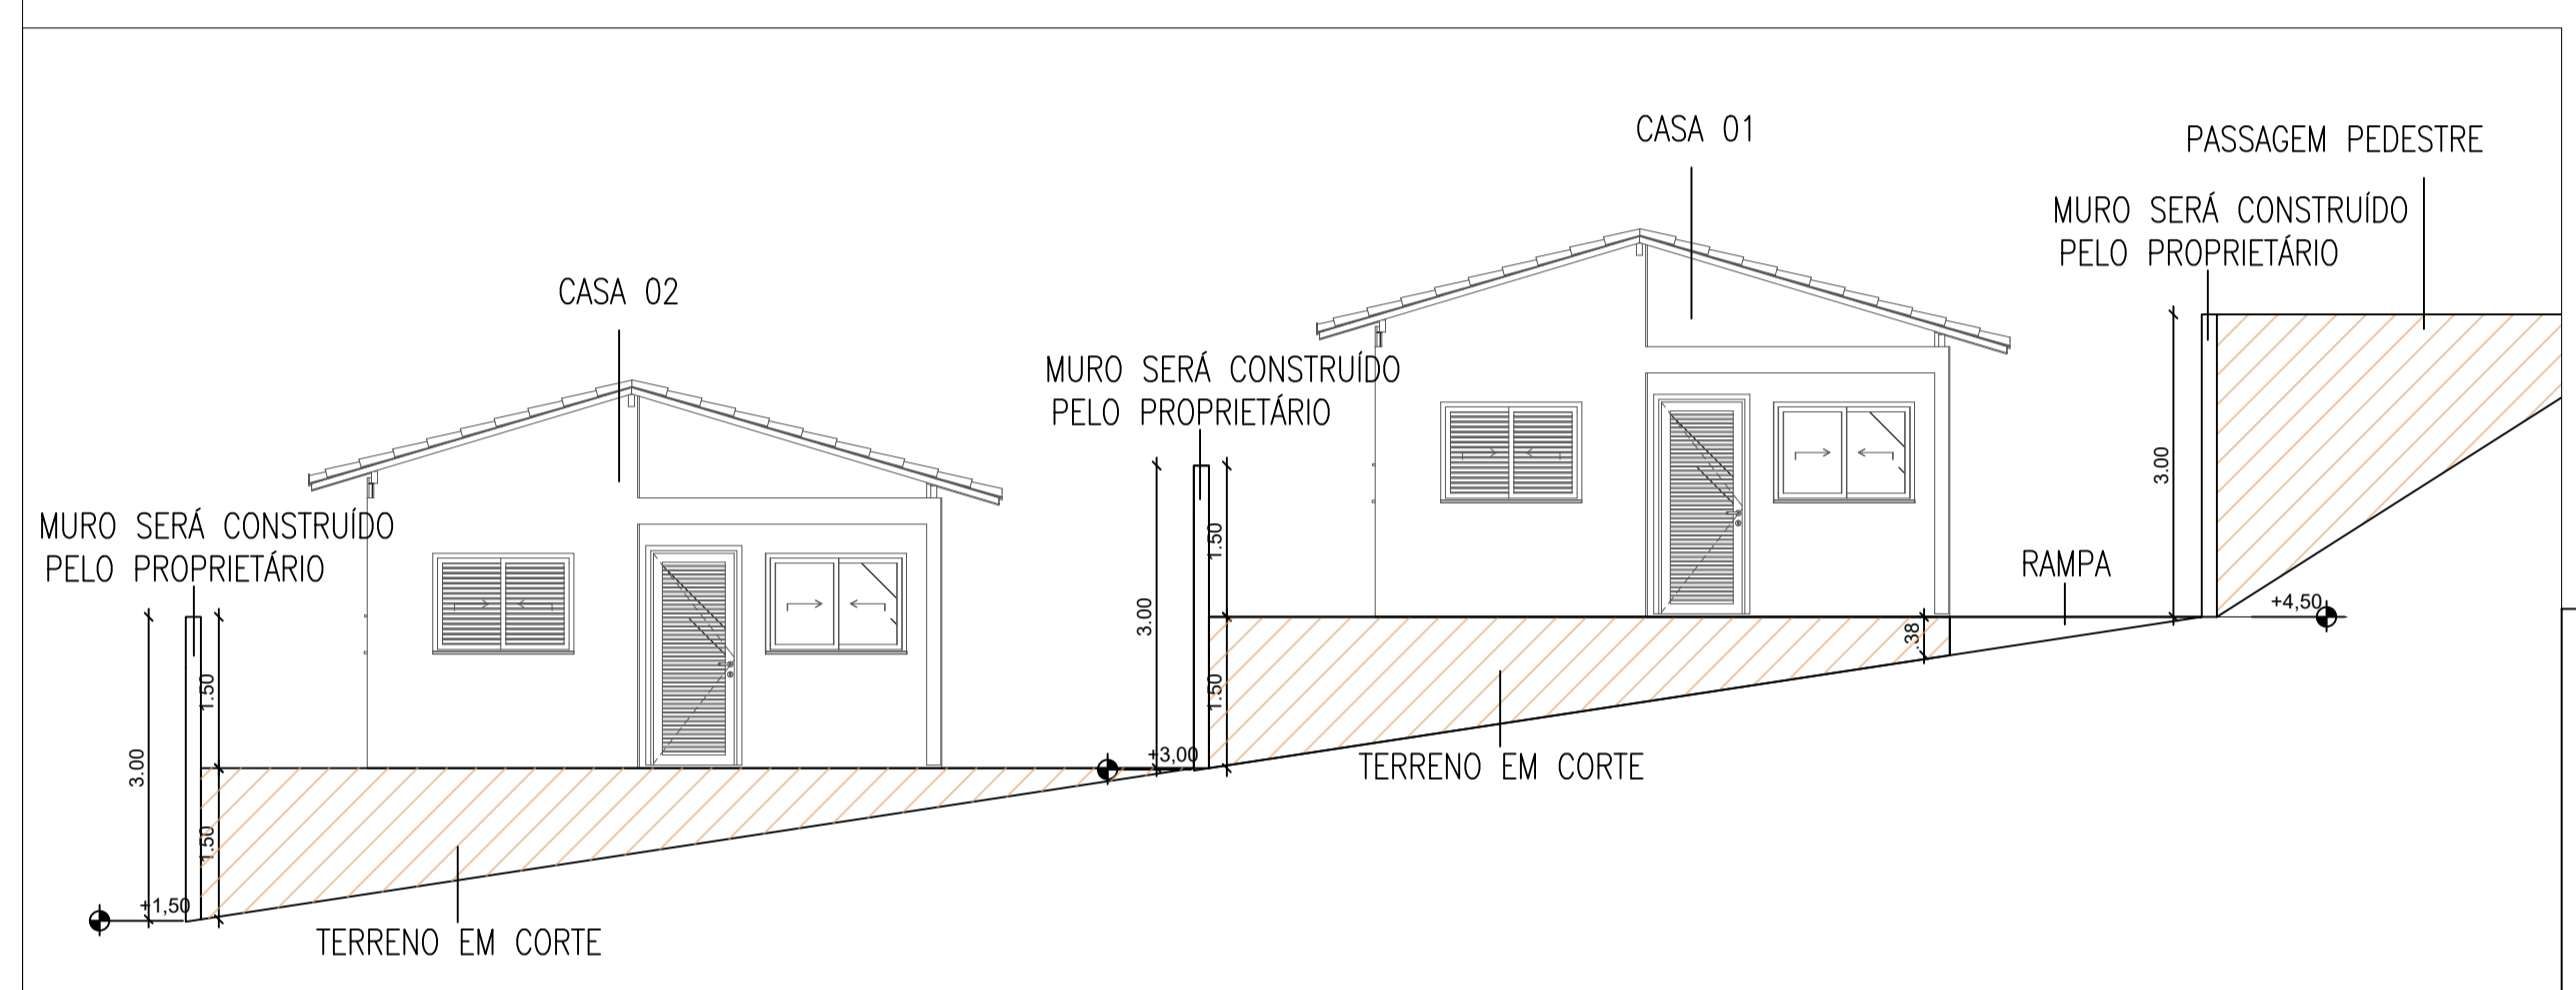 CASA 01
PASSAGEM PEDESTRE
MURO SERÁ CONSTRUÍDO
PELO PROPRIETÁRIO
CASA 02
MURO SERÁ CONSTRUÍDO
PELO PROPRIETÁRIO
MURO SERÁ CONSTRUÍDO
PELO PROPRIETÁRIO
3.00
1.50
RAMPA
+4,50
3.00
.38
1.50
1.50
+3,00
TERRENO EM CORTE
3.00
1.50
+1,50
TERRENO EM CORTE